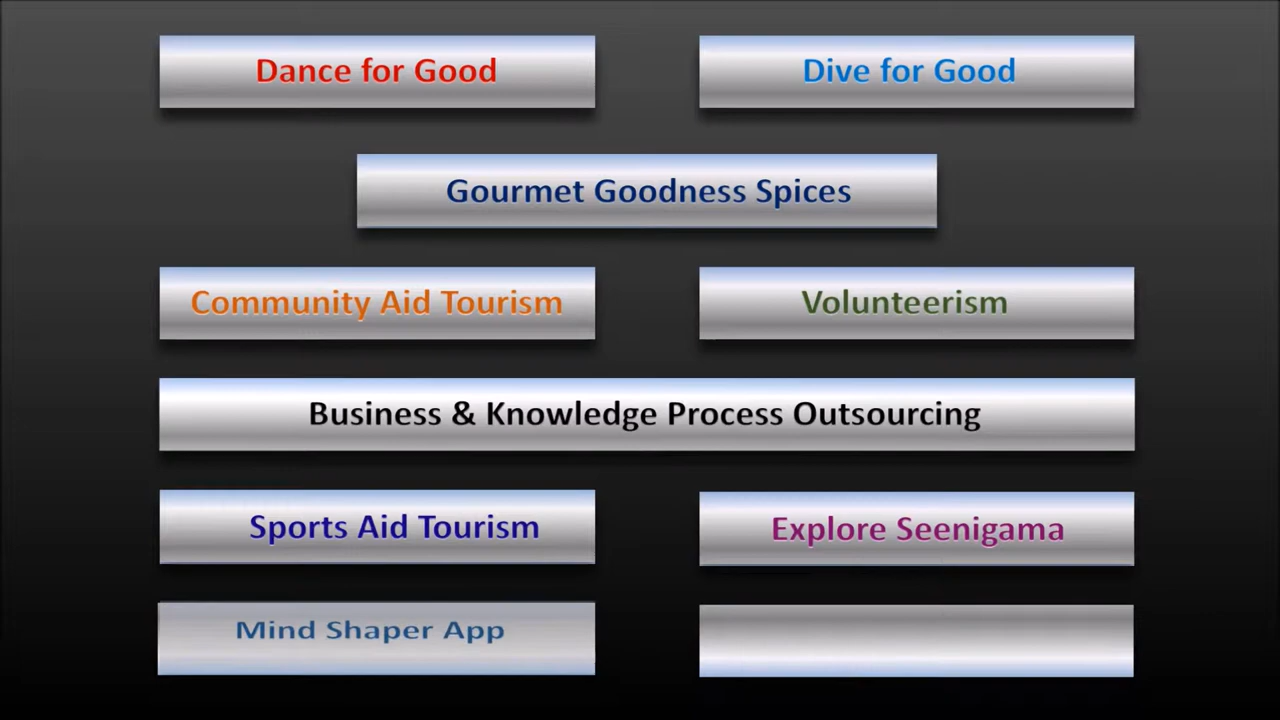 Dance for Good
Dive for Good
Gourmet Goodness Spices
Community Aid Tourism
Volunteerism
Business & Knowledge Process Outsourcing
Sports Aid Tourism
Explore Seenigama
Mind Shaper App